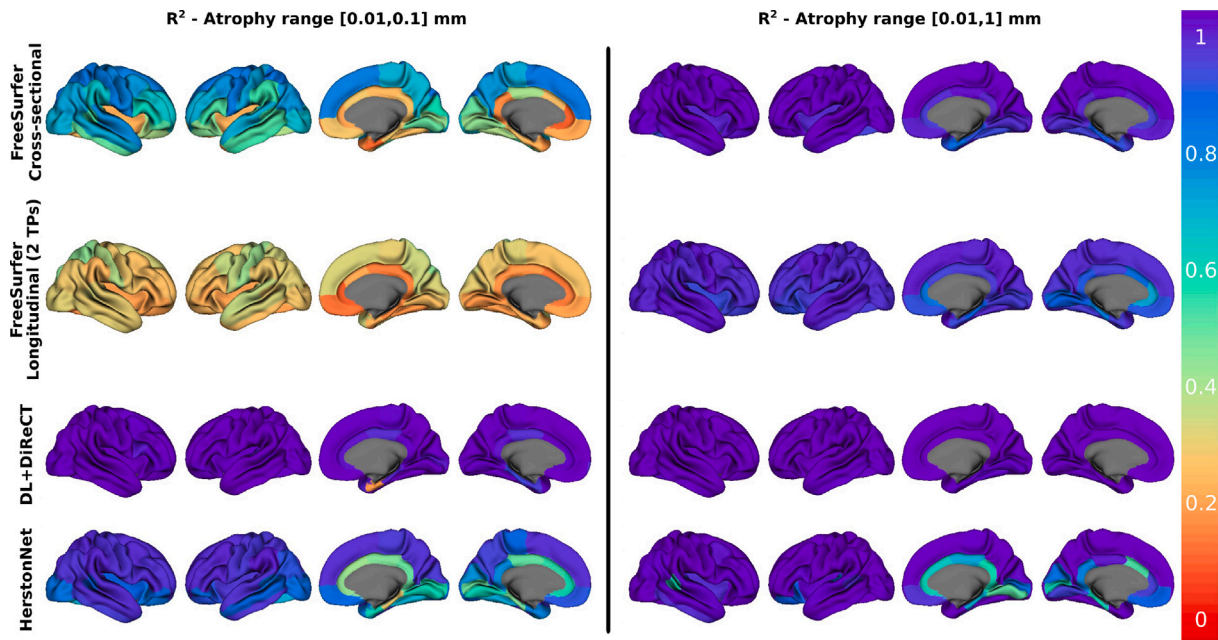 R² - Atrophy range [0.01,0.1] mm
R² - Atrophy range [0.01,1] mm
FreeSurfer
Cross-sectional
FreeSurfer
Longitudinal (2 TPs)
DL+DiReCT
HerstonNet
1
0.8
0.6
0.4
0.2
0